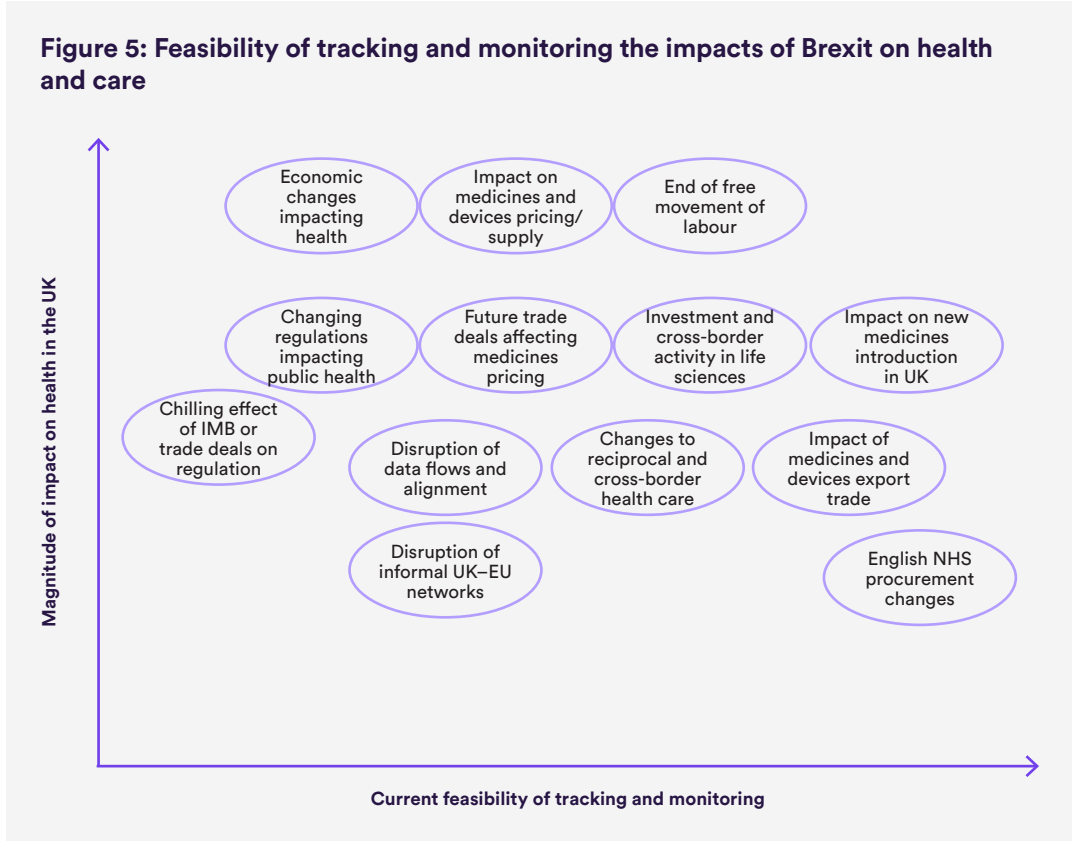 Figure 5: Feasibility of tracking and monitoring the impacts of Brexit on health
and care
Magnitude of impact on health in the UK
Economic
changes
impacting
health
Impact on
medicines and
devices pricing/
supply
End of free
movement of
labour
Changing
regulations
impacting
public health
Future trade
deals affecting
medicines
pricing
Investment and
cross-border
activity in life
sciences
Impact on new
medicines
introduction
in UK
Chilling effect
of IMB or
trade deals on
regulation
Disruption of
data flows and
alignment
Changes to
reciprocal and
cross-border
health care
Impact of
medicines and
devices export
trade
Disruption of
informal UK–EU
networks
English NHS
procurement
changes
Current feasibility of tracking and monitoring